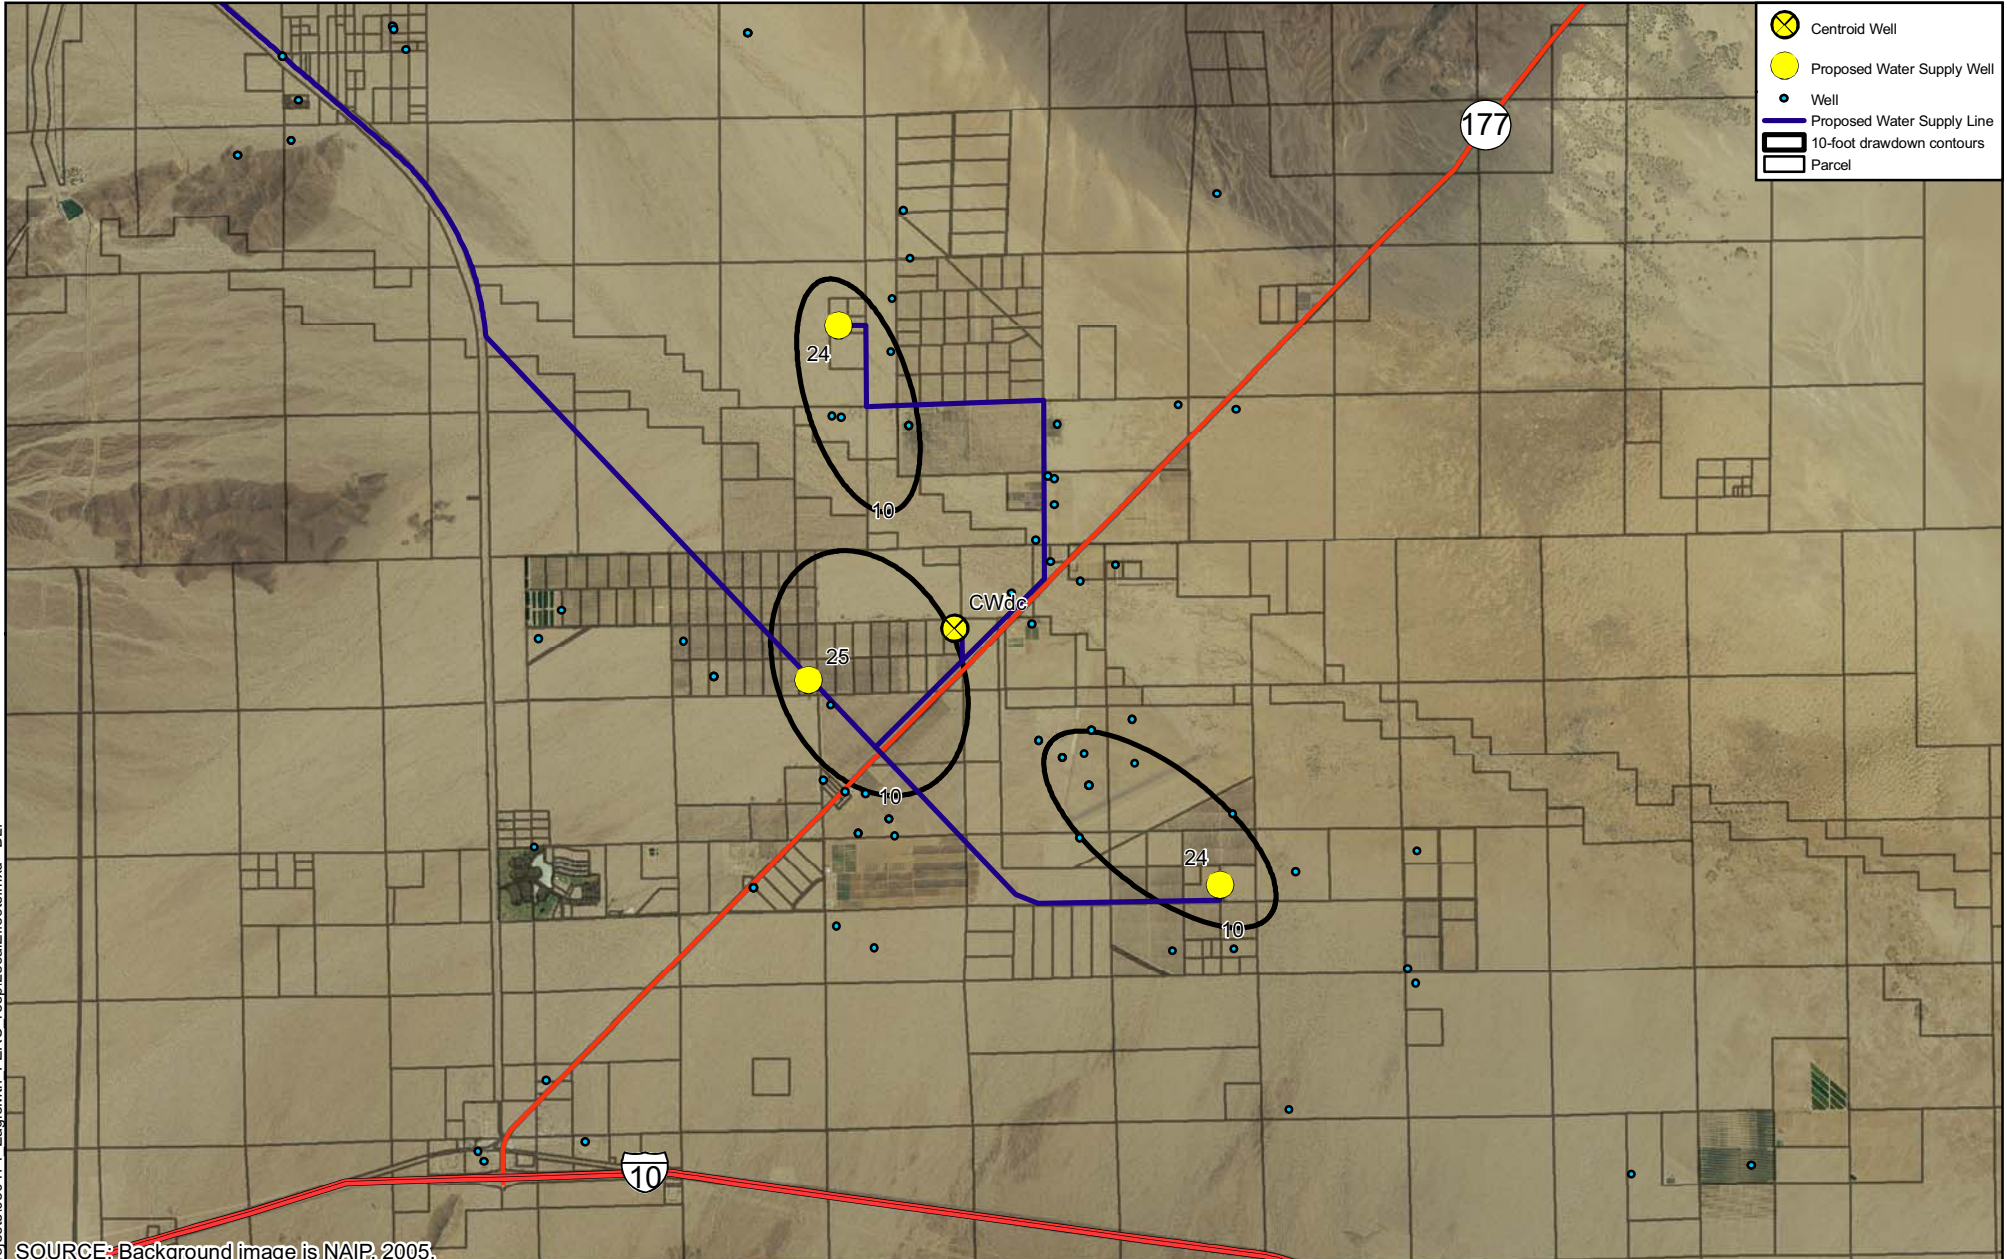 Centroid Well
Proposed Water Supply Well
Well
Proposed Water Supply Line
10-foot drawdown contours
Parcel
177
24
10
CWdc
25
10
24
10
10
SOURCE: Background image is NAIP, 2005.